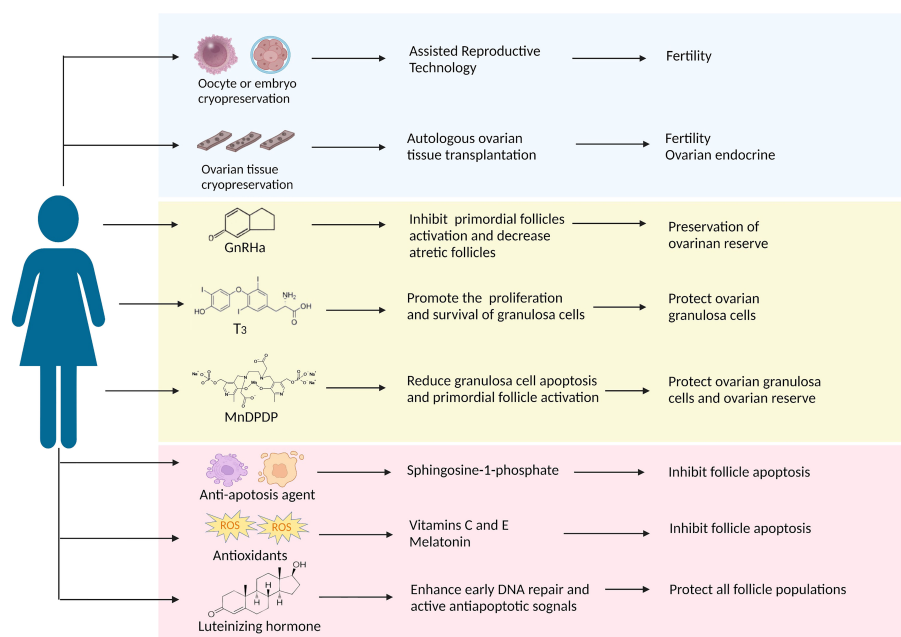 Oocyte or embryo
cryopreservation
Assisted Reproductive
Technology
Fertility
Ovarian tissue
cryopreservation
Autologous ovarian
tissue transplantation
Fertility
Ovarian endocrine
O
GnRHa
Inhibit primordial follicles
activation and decrease
atretic follicles
Preservation of
ovarinan reserve
I
O
I
I
HO
NH₂
OH
O
T3
Promote the proliferation
and survival of granulosa cells
Protect ovarian
granulosa cells
MnDPDP
Reduce granulosa cell apoptosis
and primordial follicle activation
Protect ovarian granulosa
cells and ovarian reserve
Anti-apotosis agent
Sphingosine-1-phosphate
Inhibit follicle apoptosis
ROS
ROS
Antioxidants
Vitamins C and E
Melatonin
Inhibit follicle apoptosis
OH
H
H
H
O
Luteinizing hormone
Enhance early DNA repair and
active antiapoptotic sognals
Protect all follicle populations